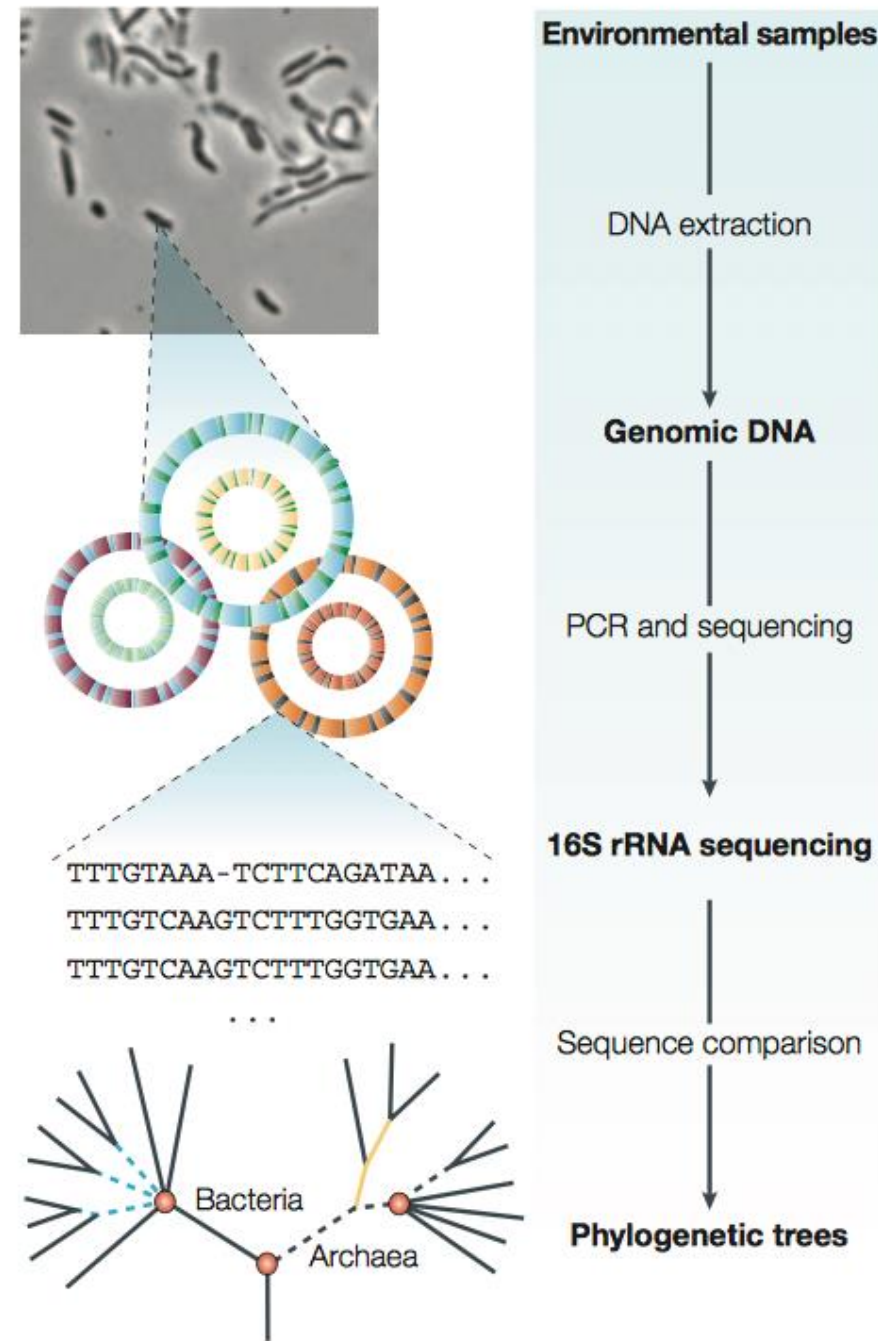 Environmental samples
DNA extraction
Genomic DNA
PCR and sequencing
16S rRNA sequencing
TTTGTAAA-TCTTCAGATAA...
TTTGTCAAGTCTTTGGTGAA...
TTTGTCAAGTCTTTGGTGAA...
...
Sequence comparison
Bacteria
Archaea
Phylogenetic trees